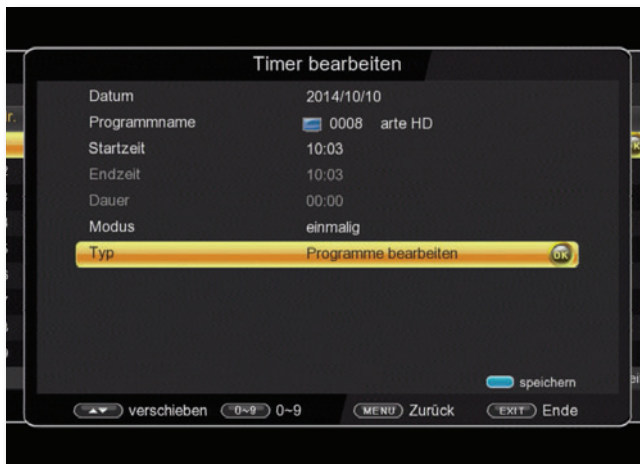 Timer bearbeiten
Datum 2014/10/10
Programmname 0008 arte HD
Startzeit 10:03
Endzeit 10:03
Dauer 00:00
Modus einmalig
Typ Programme bearbeiten OK
speichern
verschieben 0~9 0~9 MENU Zurück EXIT Ende